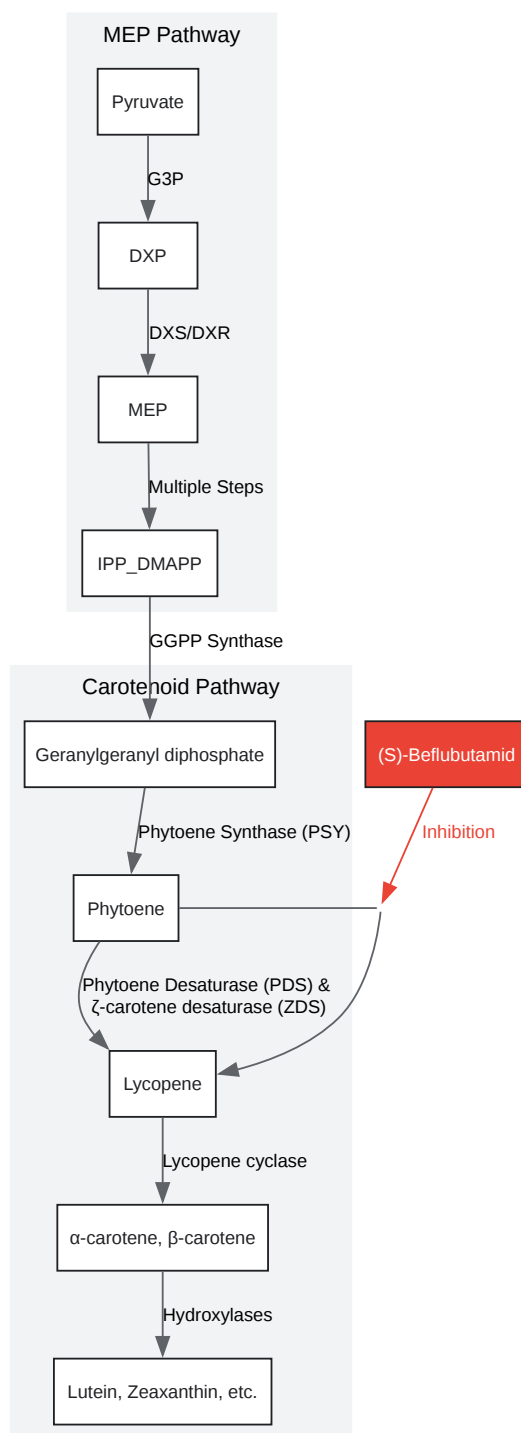 MEP Pathway
Pyruvate
G3P
DXP
DXS/DXR
MEP
Multiple Steps
IPP_DMAPP
GGPP Synthase
Carotenoid Pathway
Geranylgeranyl diphosphate
(S)-Beflubutamid
Phytoene Synthase (PSY)
Inhibition
Phytoene
Phytoene Desaturase (PDS) &
ζ-carotene desaturase (ZDS)
Lycopene
Lycopene cyclase
α-carotene, β-carotene
Hydroxylases
Lutein, Zeaxanthin, etc.